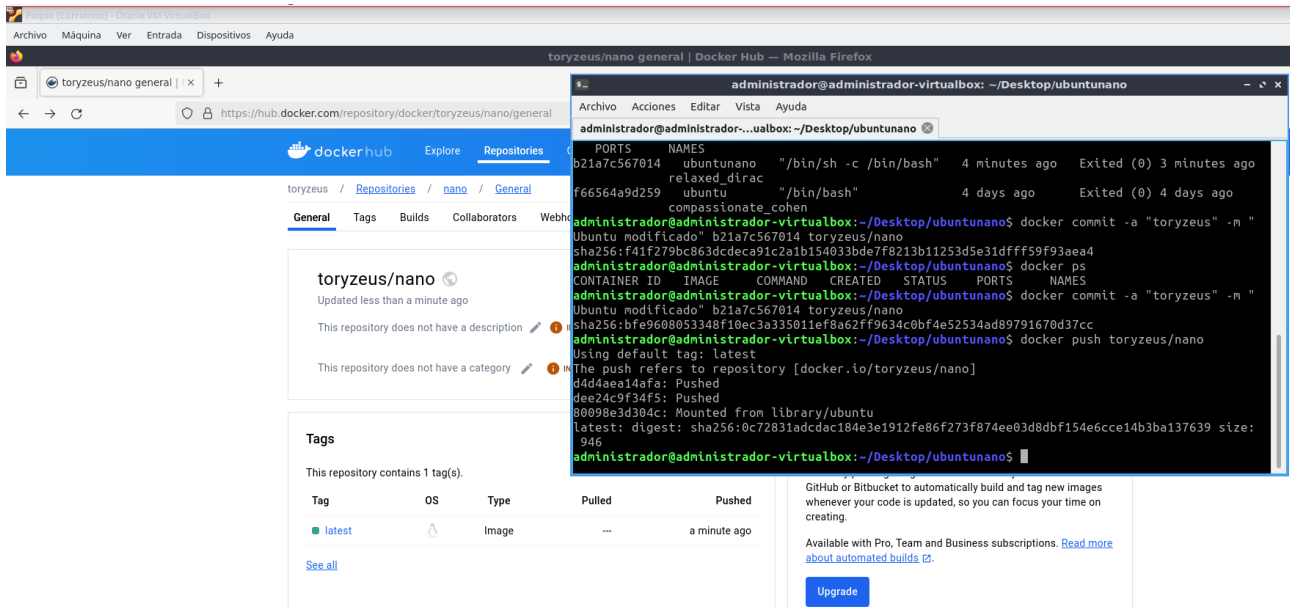 Peque [Corriendo] - Oracle VM VirtualBox
Archivo Máquina Ver Entrada Dispositivos Ayuda
toryzeus/nano general | Docker Hub — Mozilla Firefox
toryzeus/nano general |
https://hub.docker.com/repository/docker/toryzeus/nano/general
dockerhub Explore Repositories
toryzeus / Repositories / nano / General
General Tags Builds Collaborators
toryzeus/nano
Updated less than a minute ago
This repository does not have a description
This repository does not have a category
Tags
This repository contains 1 tag(s).
Tag OS Type Pulled Pushed
latest Image --- a minute ago
See all
administrador@administrador-virtualbox: ~/Desktop/ubuntunano
Archivo Acciones Editar Vista Ayuda
administrador@administrador-...ualbox: ~/Desktop/ubuntunano
PORTS NAMES
b21a7c567014 ubuntunano "/bin/sh -c /bin/bash" 4 minutes ago Exited (0) 3 minutes ago
relaxed_dirac
f66564a9d259 ubuntu "/bin/bash" 4 days ago Exited (0) 4 days ago
compassionate_cohen
administrador@administrador-virtualbox:~/Desktop/ubuntunano$ docker commit -a "toryzeus" -m "
Ubuntu modificado" b21a7c567014 toryzeus/nano
sha256:f41f279bc863dcdeca91c2a1b154033bde7f8213b11253d5e31dfff59f93aea4
administrador@administrador-virtualbox:~/Desktop/ubuntunano$ docker ps
CONTAINER ID IMAGE COMMAND CREATED STATUS PORTS NAMES
administrador@administrador-virtualbox:~/Desktop/ubuntunano$ docker commit -a "toryzeus" -m "
Ubuntu modificado" b21a7c567014 toryzeus/nano
sha256:bfe9608053348f10ec3a335011ef8a62ff9634c0bf4e52534ad89791670d37cc
administrador@administrador-virtualbox:~/Desktop/ubuntunano$ docker push toryzeus/nano
Using default tag: latest
The push refers to repository [docker.io/toryzeus/nano]
d4d4aea14afa: Pushed
dee24c9f34f5: Pushed
80098e3d304c: Mounted from library/ubuntu
latest: digest: sha256:0c72831adcdac184e3e1912fe86f273f874ee03d8dbf154e6cce14b3ba137639 size:
946
administrador@administrador-virtualbox:~/Desktop/ubuntunano$
GitHub or Bitbucket to automatically build and tag new images
whenever your code is updated, so you can focus your time on
creating.
Available with Pro, Team and Business subscriptions. Read more
about automated builds.
Upgrade